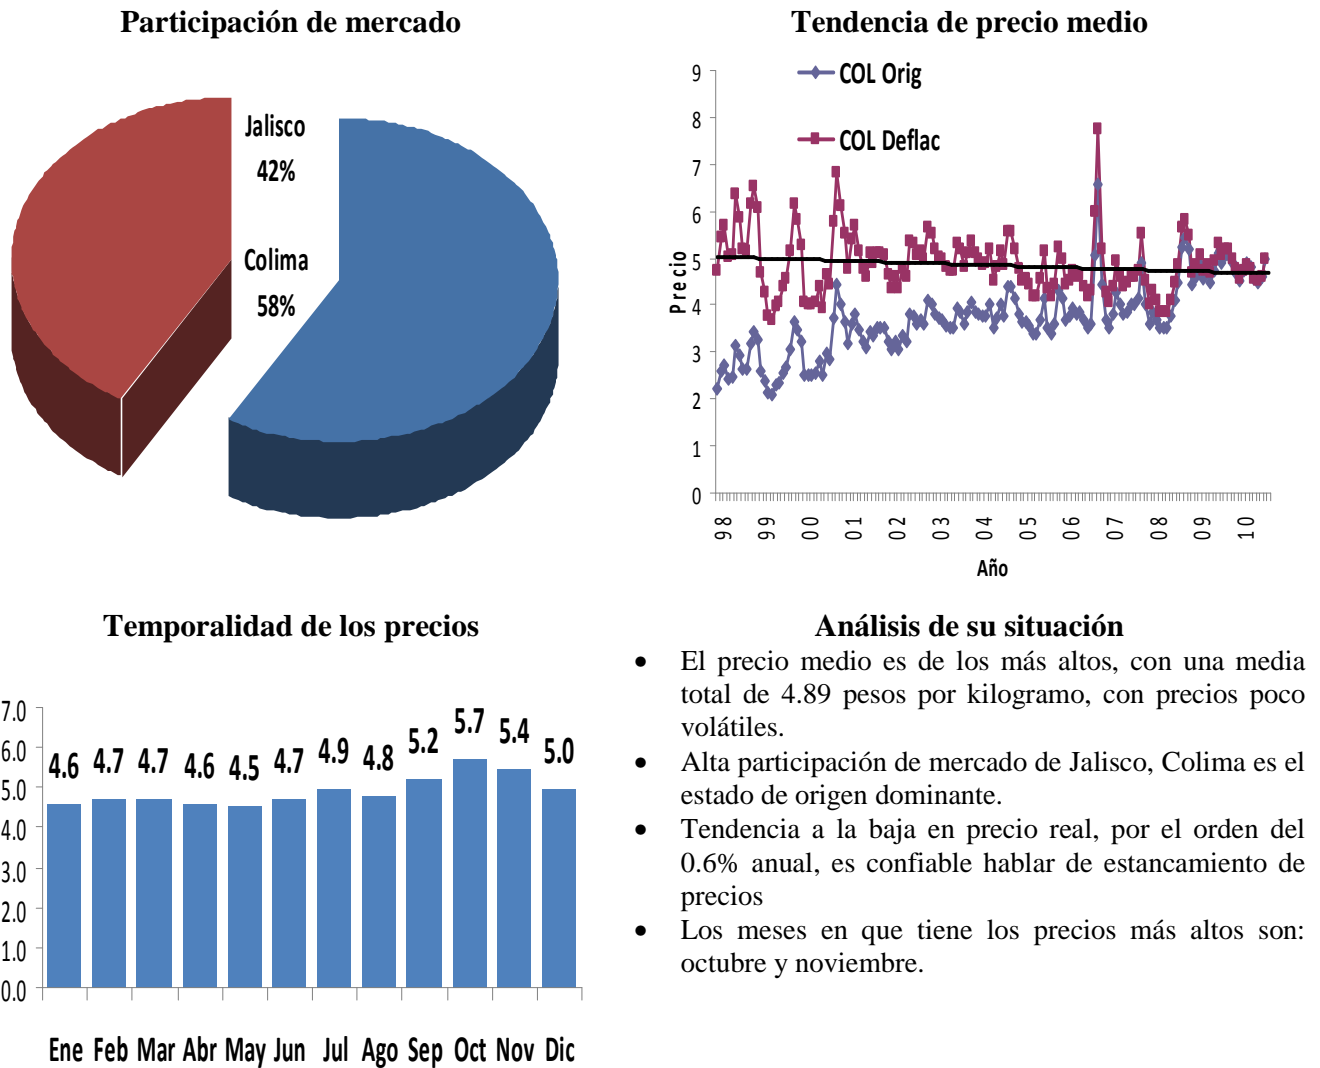 Participación de mercado
Jalisco
42%
Colima
58%
Tendencia de precio medio
COL Orig
COL Deflac
9
8
7
6
5
4
3
2
1
0
Precio
98 99 00 01 02 03 04 05 06 07 08 09 10
Año
Temporalidad de los precios
7.0
6.0
5.0
4.0
3.0
2.0
1.0
0.0
4.6 4.7 4.7 4.6 4.5 4.7 4.9 4.8 5.2 5.7 5.4 5.0
Ene Feb Mar Abr May Jun Jul Ago Sep Oct Nov Dic
Análisis de su situación
• El precio medio es de los más altos, con una media
total de 4.89 pesos por kilogramo, con precios poco
volátiles.
• Alta participación de mercado de Jalisco, Colima es el
estado de origen dominante.
• Tendencia a la baja en precio real, por el orden del
0.6% anual, es confiable hablar de estancamiento de
precios
• Los meses en que tiene los precios más altos son:
octubre y noviembre.